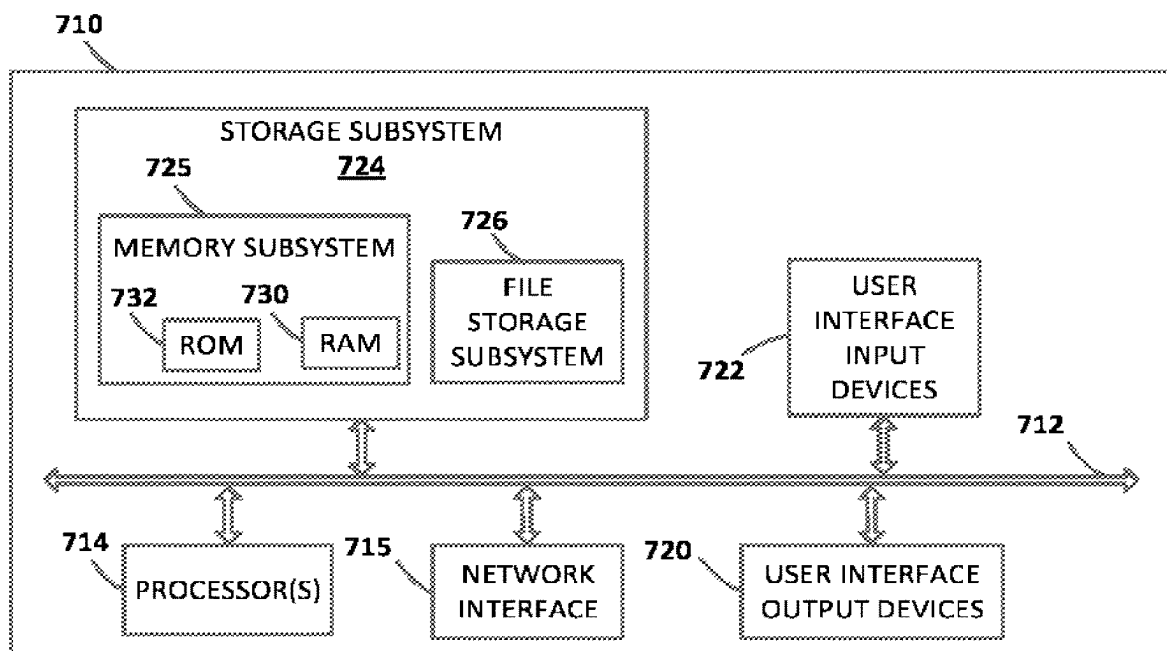 710
STORAGE SUBSYSTEM
724
725
MEMORY SUBSYSTEM
732
ROM
730
RAM
726
FILE
STORAGE
SUBSYSTEM
USER
INTERFACE
INPUT
DEVICES
722
712
714
PROCESSOR(S)
715
NETWORK
INTERFACE
720
USER INTERFACE
OUTPUT DEVICES